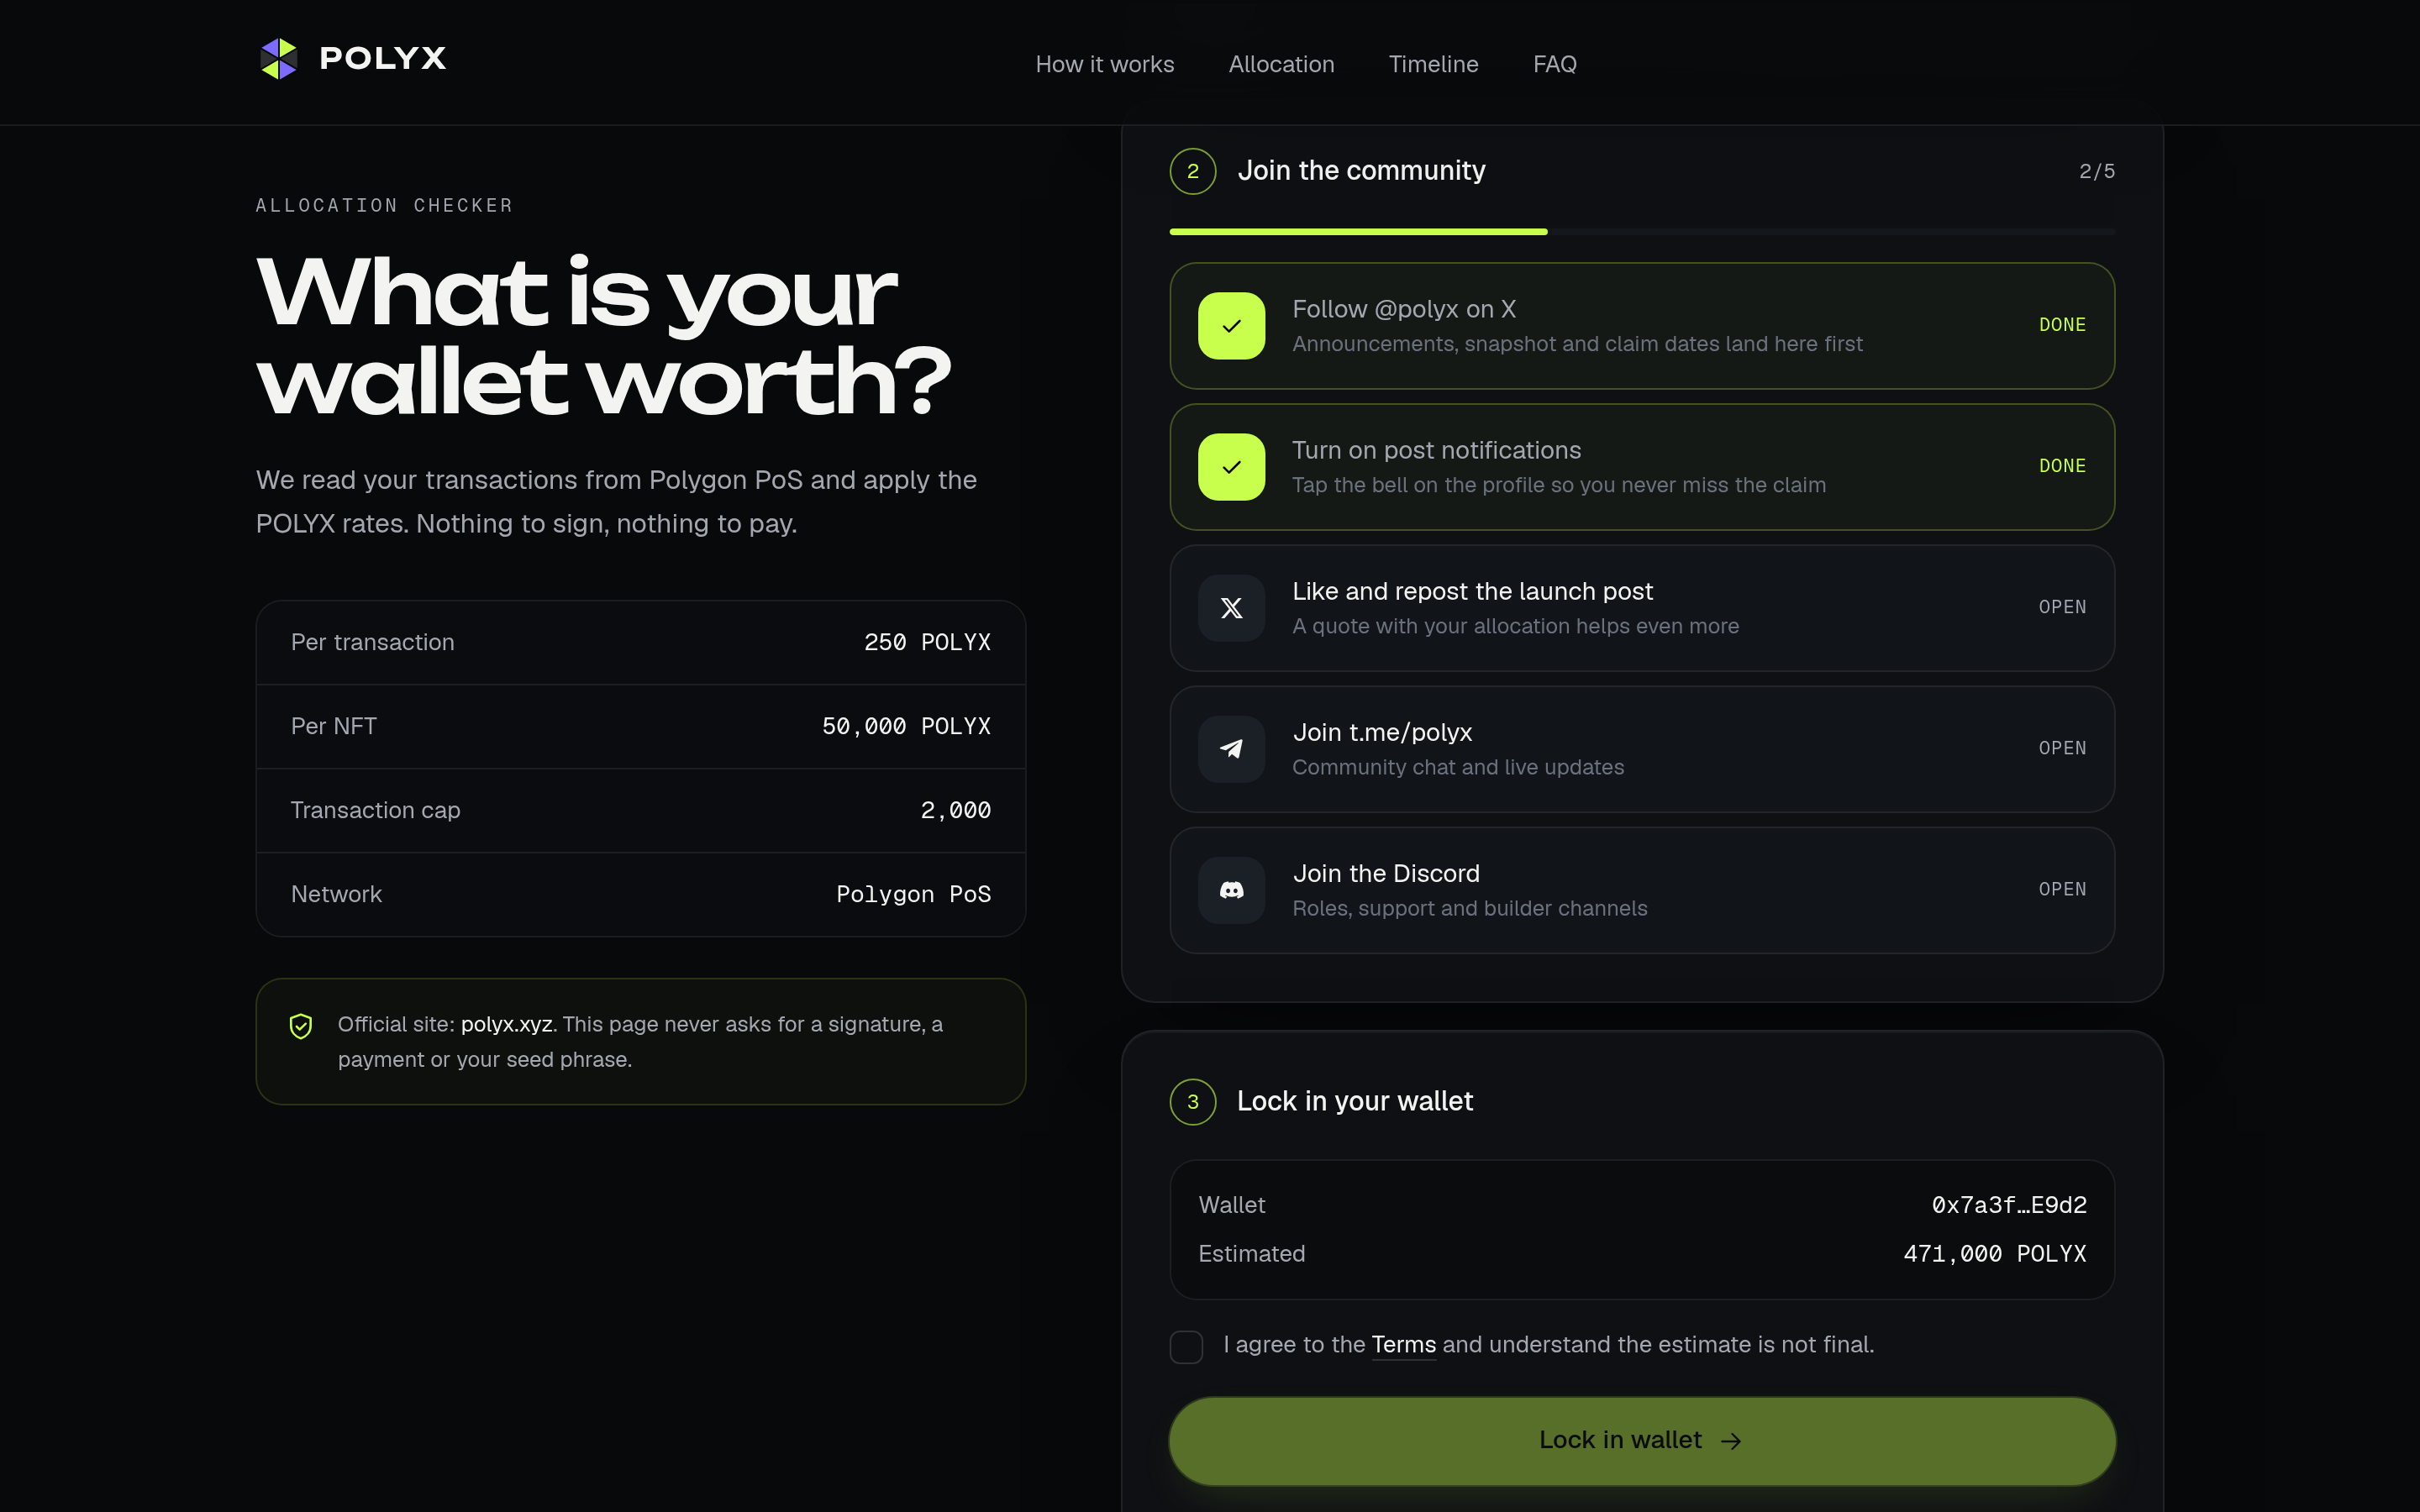 POLYX
How it works
Allocation
Timeline
FAQ
ALLOCATION CHECKER
What is your
wallet worth?
We read your transactions from Polygon PoS and apply the
POLYX rates. Nothing to sign, nothing to pay.
Per transaction 250 POLYX
Per NFT 50,000 POLYX
Transaction cap 2,000
Network Polygon PoS
Official site: polyx.xyz. This page never asks for a signature, a
payment or your seed phrase.
2 Join the community 2/5
Follow @polyx on X
Announcements, snapshot and claim dates land here first
DONE
Turn on post notifications
Tap the bell on the profile so you never miss the claim
DONE
Like and repost the launch post
A quote with your allocation helps even more
OPEN
Join t.me/polyx
Community chat and live updates
OPEN
Join the Discord
Roles, support and builder channels
OPEN
3 Lock in your wallet
Wallet 0x7a3f…E9d2
Estimated 471,000 POLYX
I agree to the Terms and understand the estimate is not final.
Lock in wallet →